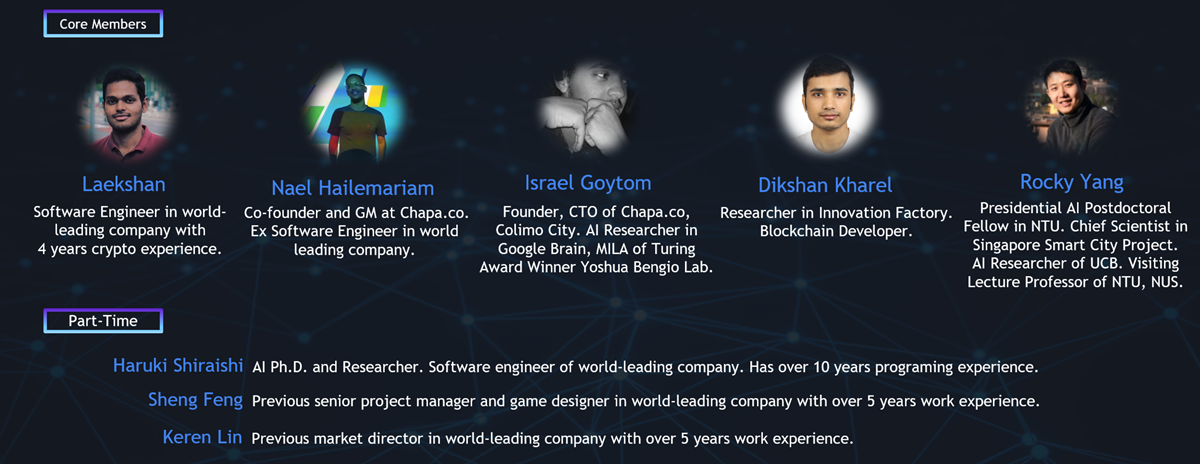 Core Members
Laekshan
Software Engineer in world-
leading company with
4 years crypto experience.
Nael Hailemariam
Co-founder and GM at Chapa.co.
Ex Software Engineer in world
leading company.
Israel Goytom
Founder, CTO of Chapa.co,
Colimo City. AI Researcher in
Google Brain, MILA of Turing
Award Winner Yoshua Bengio Lab.
Dikshan Kharel
Researcher in Innovation Factory.
Blockchain Developer.
Rocky Yang
Presidential AI Postdoctoral
Fellow in NTU. Chief Scientist in
Singapore Smart City Project.
AI Researcher of UCB. Visiting
Lecture Professor of NTU, NUS.
Part-Time
Haruki Shiraishi AI Ph.D. and Researcher. Software engineer of world-leading company. Has over 10 years programing experience.
Sheng Feng Previous senior project manager and game designer in world-leading company with over 5 years work experience.
Keren Lin Previous market director in world-leading company with over 5 years work experience.